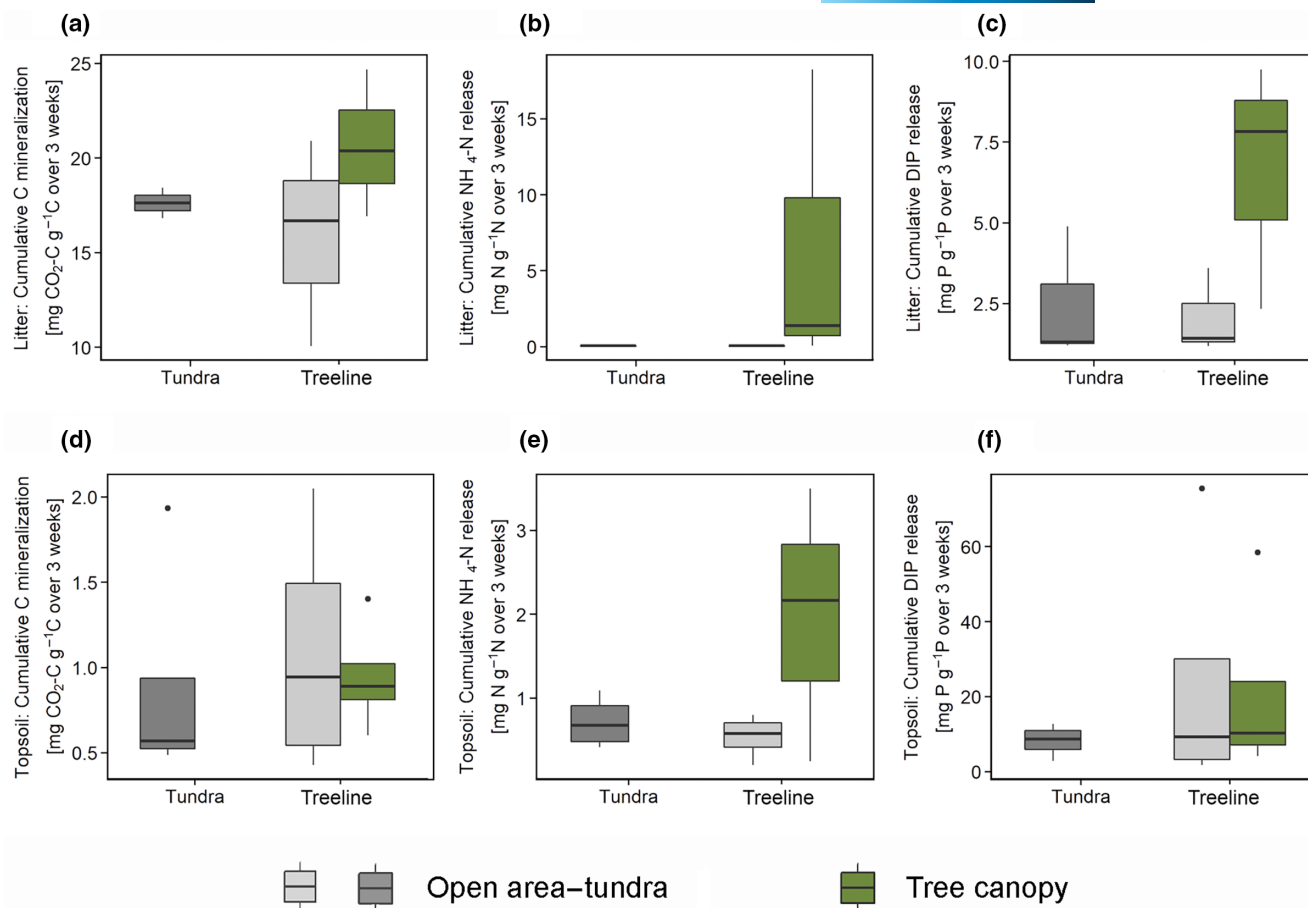 (a)
Litter: Cumulative C mineralization
[mg CO₂-C g⁻¹C over 3 weeks]
25
20
15
10
Tundra
Treeline
(b)
Litter: Cumulative NH ₄-N release
[mg N g⁻¹N over 3 weeks]
15
10
5
0
Tundra
Treeline
(c)
Litter: Cumulative DIP release
[mg P g⁻¹P over 3 weeks]
10.0
7.5
5.0
2.5
Tundra
Treeline
(d)
Topsoil: Cumulative C mineralization
[mg CO₂-C g⁻¹C over 3 weeks]
2.0
1.5
1.0
0.5
Tundra
Treeline
(e)
Topsoil: Cumulative NH ₄-N release
[mg N g⁻¹N over 3 weeks]
3
2
1
Tundra
Treeline
(f)
Topsoil: Cumulative DIP release
[mg P g⁻¹P over 3 weeks]
60
40
20
0
Tundra
Treeline
Open area–tundra
Tree canopy